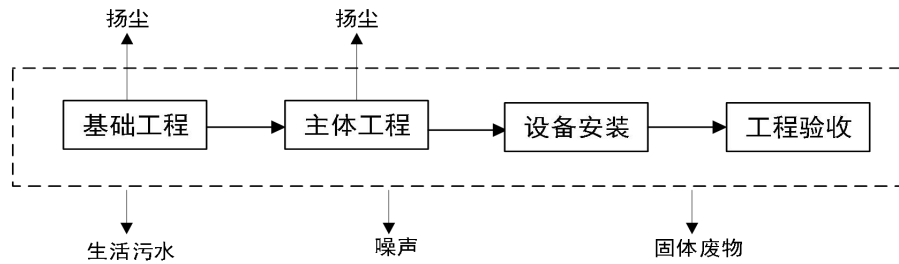 扬尘
扬尘
基础工程
主体工程
设备安装
工程验收
生活污水
噪声
固体废物